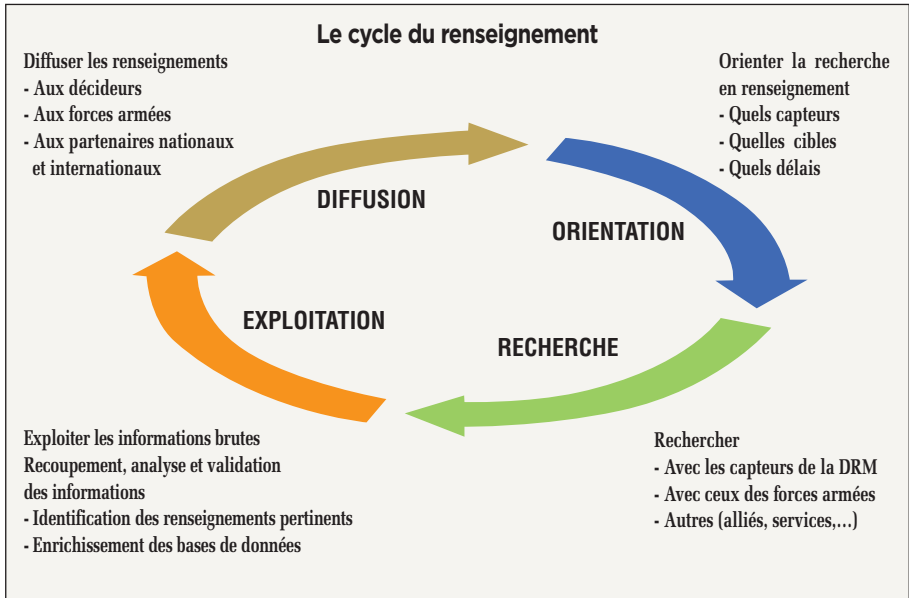 Le cycle du renseignement
Diffuser les renseignements
- Aux décideurs
- Aux forces armées
- Aux partenaires nationaux
et internationaux
Orienter la recherche
en renseignement
- Quels capteurs
- Quelles cibles
- Quels délais
DIFFUSION
ORIENTATION
EXPLOITATION
RECHERCHE
Exploiter les informations brutes
Recoupement, analyse et validation
des informations
- Identification des renseignements pertinents
- Enrichissement des bases de données
Rechercher
- Avec les capteurs de la DRM
- Avec ceux des forces armées
- Autres (alliés, services,…)